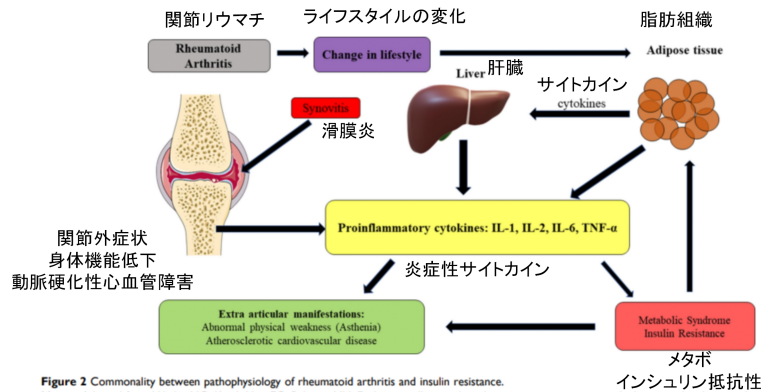 関節リウマチ
ライフスタイルの変化
脂肪組織
Rheumatoid
Arthritis
Change in lifestyle
Adipose tissue
Liver 肝臓
サイトカイン
cytokines
Synovitis
滑膜炎
Proinflammatory cytokines: IL-1, IL-2, IL-6, TNF-α
関節外症状
身体機能低下
動脈硬化性心血管障害
炎症性サイトカイン
Extra articular manifestations:
Abnormal physical weakness (Asthenia)
Atherosclerotic cardiovascular disease
Metabolic Syndrome
Insulin Resistance
メタボ
インシュリン抵抗性
Figure 2 Commonality between pathophysiology of rheumatoid arthritis and insulin resistance.